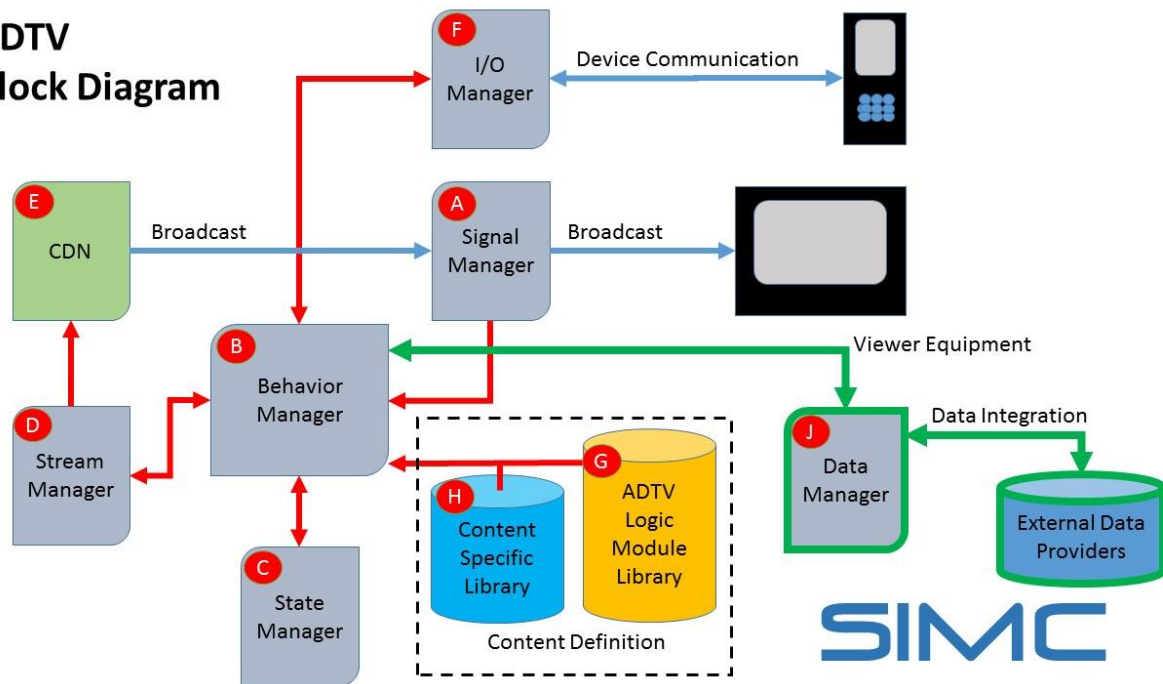 DTV
lock Diagram
F
I/O
Manager
Device Communication
E
CDN
Broadcast
A
Signal
Manager
Broadcast
B
Behavior
Manager
Viewer Equipment
D
Stream
Manager
J
Data
Manager
Data Integration
External Data
Providers
G
ADTV
Logic
Module
Library
H
Content
Specific
Library
Content Definition
C
State
Manager
SIMC